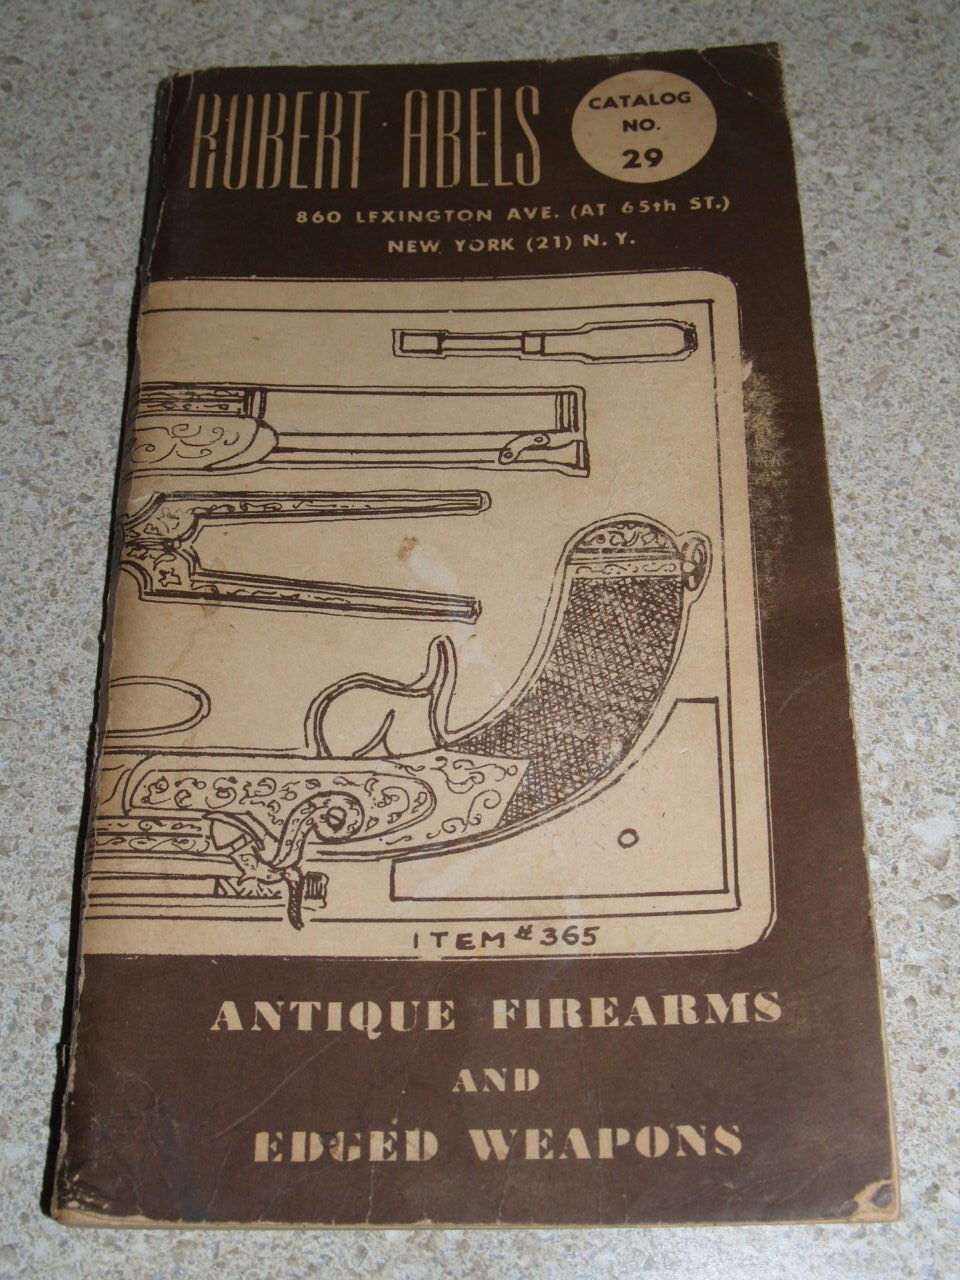 ROBERT · ABELS
CATALOG
NO.
29
860 LEXINGTON AVE. (AT 65th ST.)
NEW YORK (21) N. Y.
ITEM # 365
ANTIQUE FIREARMS
AND
EDGED WEAPONS